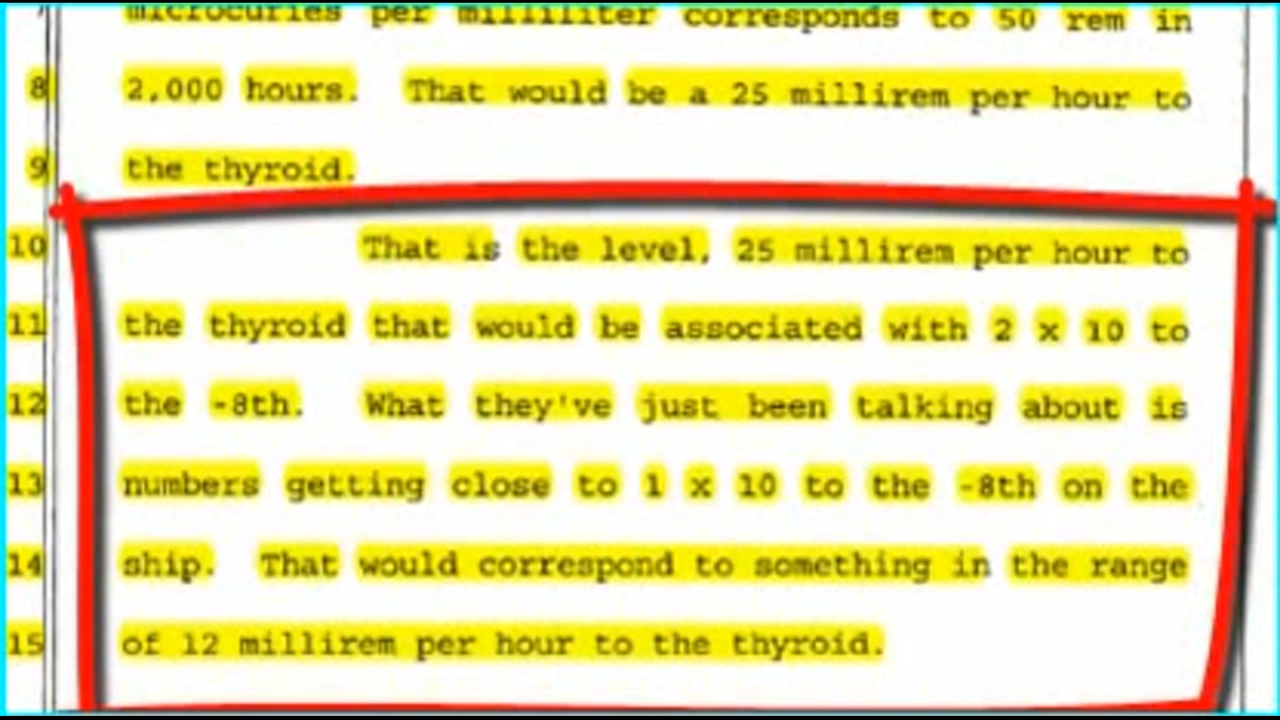 microcuries per milliliter corresponds to 50 rem in
8 2,000 hours. That would be a 25 millirem per hour to
9 the thyroid.
10 That is the level, 25 millirem per hour to
11 the thyroid that would be associated with 2 x 10 to
12 the -8th. What they've just been talking about is
13 numbers getting close to 1 x 10 to the -8th on the
14 ship. That would correspond to something in the range
15 of 12 millirem per hour to the thyroid.